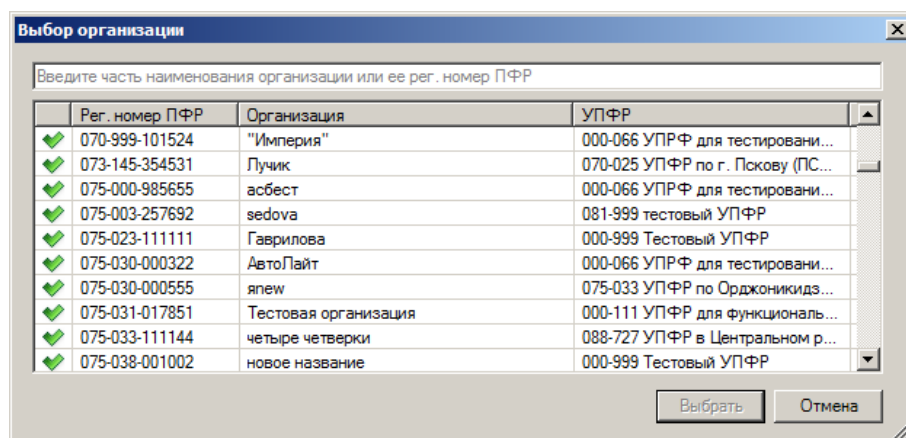 Выбор организации
Введите часть наименования организации или ее рег. номер ПФР
Рег. номер ПФР Организация УПФР
070-999-101524 "Империя" 000-066 УПРФ для тестировани...
073-145-354531 Лучик 070-025 УПФР по г. Пскову (ПС...
075-000-985655 асбест 000-066 УПРФ для тестировани...
075-003-257692 sedova 081-999 тестовый УПФР
075-023-111111 Гаврилова 000-999 Тестовый УПФР
075-030-000322 АвтоЛайт 000-066 УПРФ для тестировани...
075-030-000555 яnew 075-033 УПФР по Орджоникидз...
075-031-017851 Тестовая организация 000-111 УПФР для функциональ...
075-033-111144 четыре четверки 088-727 УПФР в Центральном р...
075-038-001002 новое название 000-999 Тестовый УПФР
Выбрать Отмена